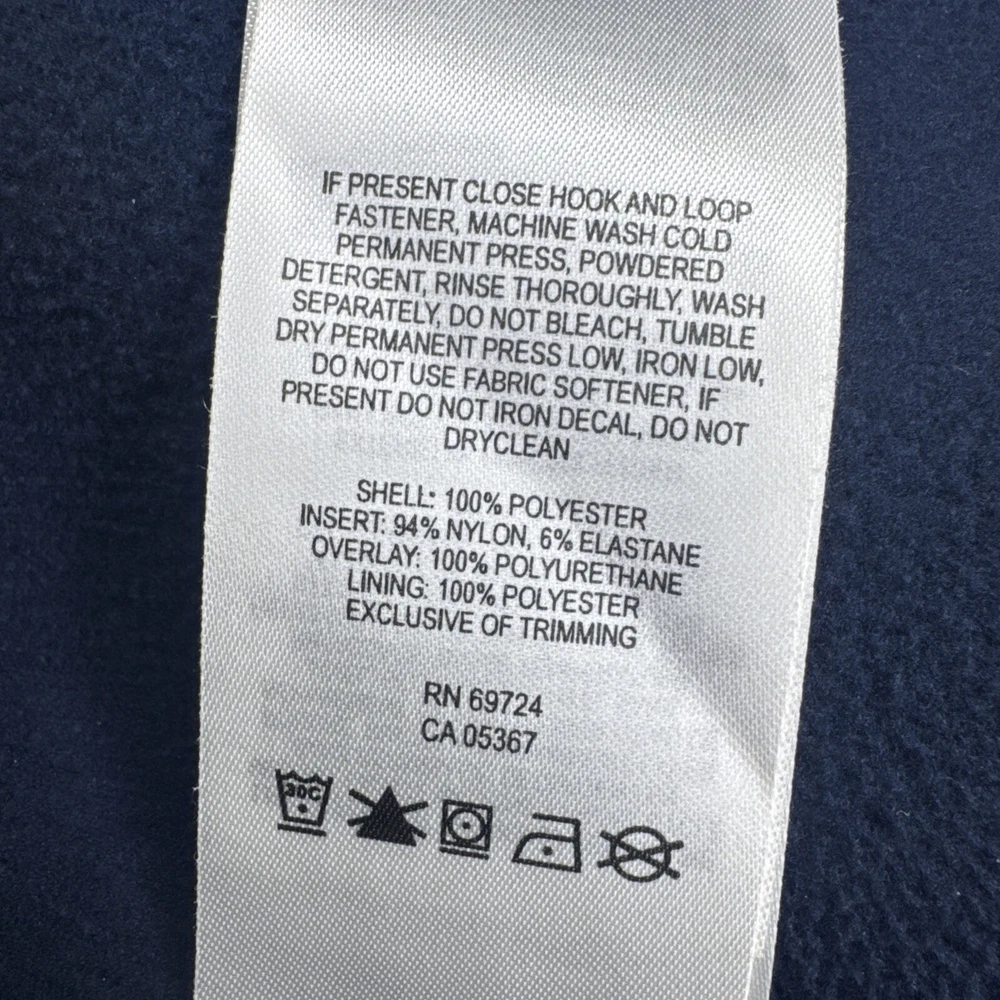 IF PRESENT CLOSE HOOK AND LOOP
FASTENER, MACHINE WASH COLD
PERMANENT PRESS, POWDERED
DETERGENT, RINSE THOROUGHLY, WASH
SEPARATELY, DO NOT BLEACH, TUMBLE
DRY PERMANENT PRESS LOW, IRON LOW,
DO NOT USE FABRIC SOFTENER, IF
PRESENT DO NOT IRON DECAL, DO NOT
DRYCLEAN
SHELL: 100% POLYESTER
INSERT: 94% NYLON, 6% ELASTANE
OVERLAY: 100% POLYURETHANE
LINING: 100% POLYESTER
EXCLUSIVE OF TRIMMING
RN 69724
CA 05367
30C